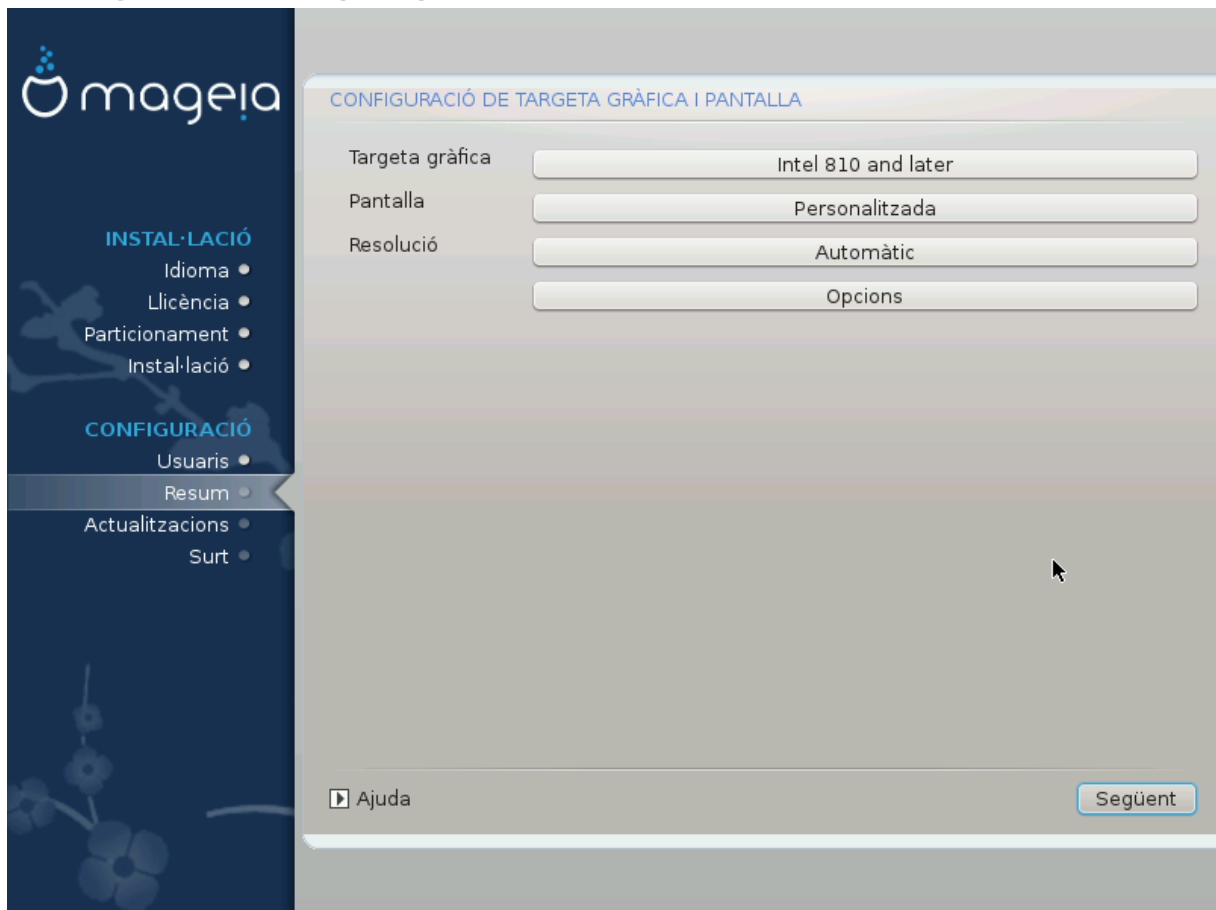 mageia
INSTAL·LACIÓ
Idioma
Llicència
Particionament
Instal·lació
CONFIGURACIÓ
Usuaris
Resum
Actualitzacions
Surt
CONFIGURACIÓ DE TARGETA GRÀFICA I PANTALLA
Targeta gràfica
Intel 810 and later
Pantalla
Personalitzada
Resolució
Automàtic
Opcions
Ajuda
Següent